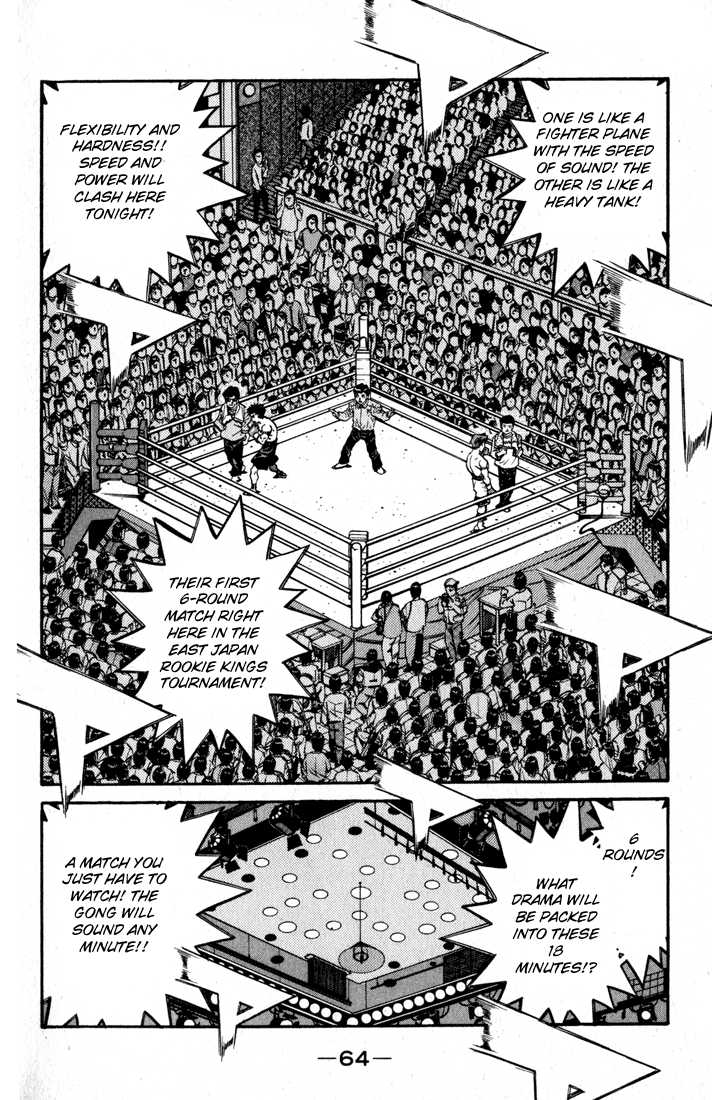 ONE IS LIKE A
FIGHTER PLANE
WITH THE SPEED
OF SOUND! THE
OTHER IS LIKE A
HEAVY TANK!
FLEXIBILITY AND
HARDNESS!!
SPEED AND
POWER WILL
CLASH HERE
TONIGHT!
THEIR FIRST
6-ROUND
MATCH RIGHT
HERE IN THE
EAST JAPAN
ROOKIE KINGS
TOURNAMENT!
6
ROUNDS
!
WHAT
DRAMA WILL
BE PACKED
INTO THESE
18
MINUTES!?
A MATCH YOU
JUST HAVE TO
WATCH! THE
GONG WILL
SOUND ANY
MINUTE!!
—64—